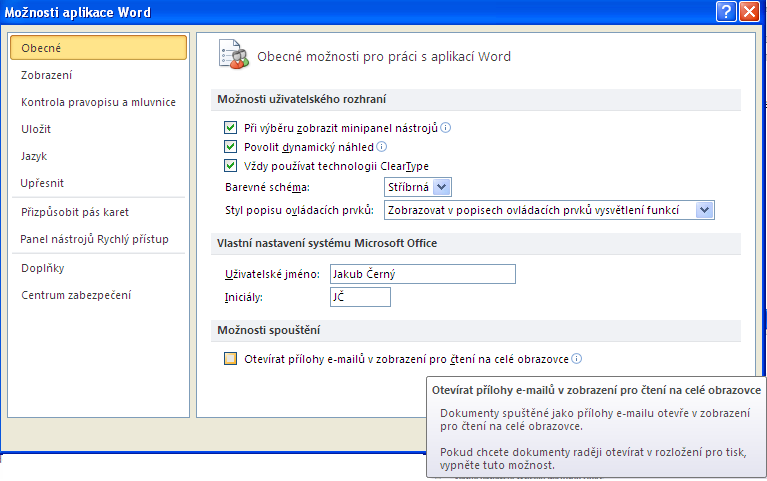 Možnosti aplikace Word
Obecné
Zobrazení
Kontrola pravopisu a mluvnice
Uložit
Jazyk
Upřesnit
Přizpůsobit pás karet
Panel nástrojů Rychlý přístup
Doplňky
Centrum zabezpečení
Obecné možnosti pro práci s aplikací Word
Možnosti uživatelského rozhraní
Při výběru zobrazit minipanel nástrojů
Povolit dynamický náhled
Vždy používat technologii ClearType
Barevné schéma: Stříbrná
Styl popisu ovládacích prvků: Zobrazovat v popisech ovládacích prvků vysvětlení funkcí
Vlastní nastavení systému Microsoft Office
Uživatelské jméno: Jakub Černý
Iniciály: JČ
Možnosti spouštění
Otevírat přílohy e-mailů v zobrazení pro čtení na celé obrazovce
Otevírat přílohy e-mailů v zobrazení pro čtení na celé obrazovce
Dokumenty spuštěné jako přílohy e-mailu otevře v zobrazení
pro čtení na celé obrazovce.
Pokud chcete dokumenty raději otevírat v rozložení pro tisk,
vypněte tuto možnost.